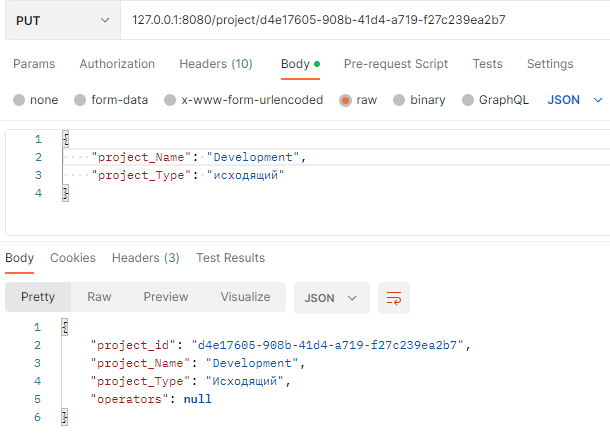 PUT 127.0.0.1:8080/project/d4e17605-908b-41d4-a719-f27c239ea2b7
Params Authorization Headers (10) Body Pre-request Script Tests Settings
none form-data x-www-form-urlencoded raw binary GraphQL JSON
1 {
2 "project_Name": "Development",
3 "project_Type": "исходящий"
4 }
Body Cookies Headers (3) Test Results
Pretty Raw Preview Visualize JSON
1 {
2 "project_id": "d4e17605-908b-41d4-a719-f27c239ea2b7",
3 "project_Name": "Development",
4 "project_Type": "Исходящий",
5 "operators": null
6 }